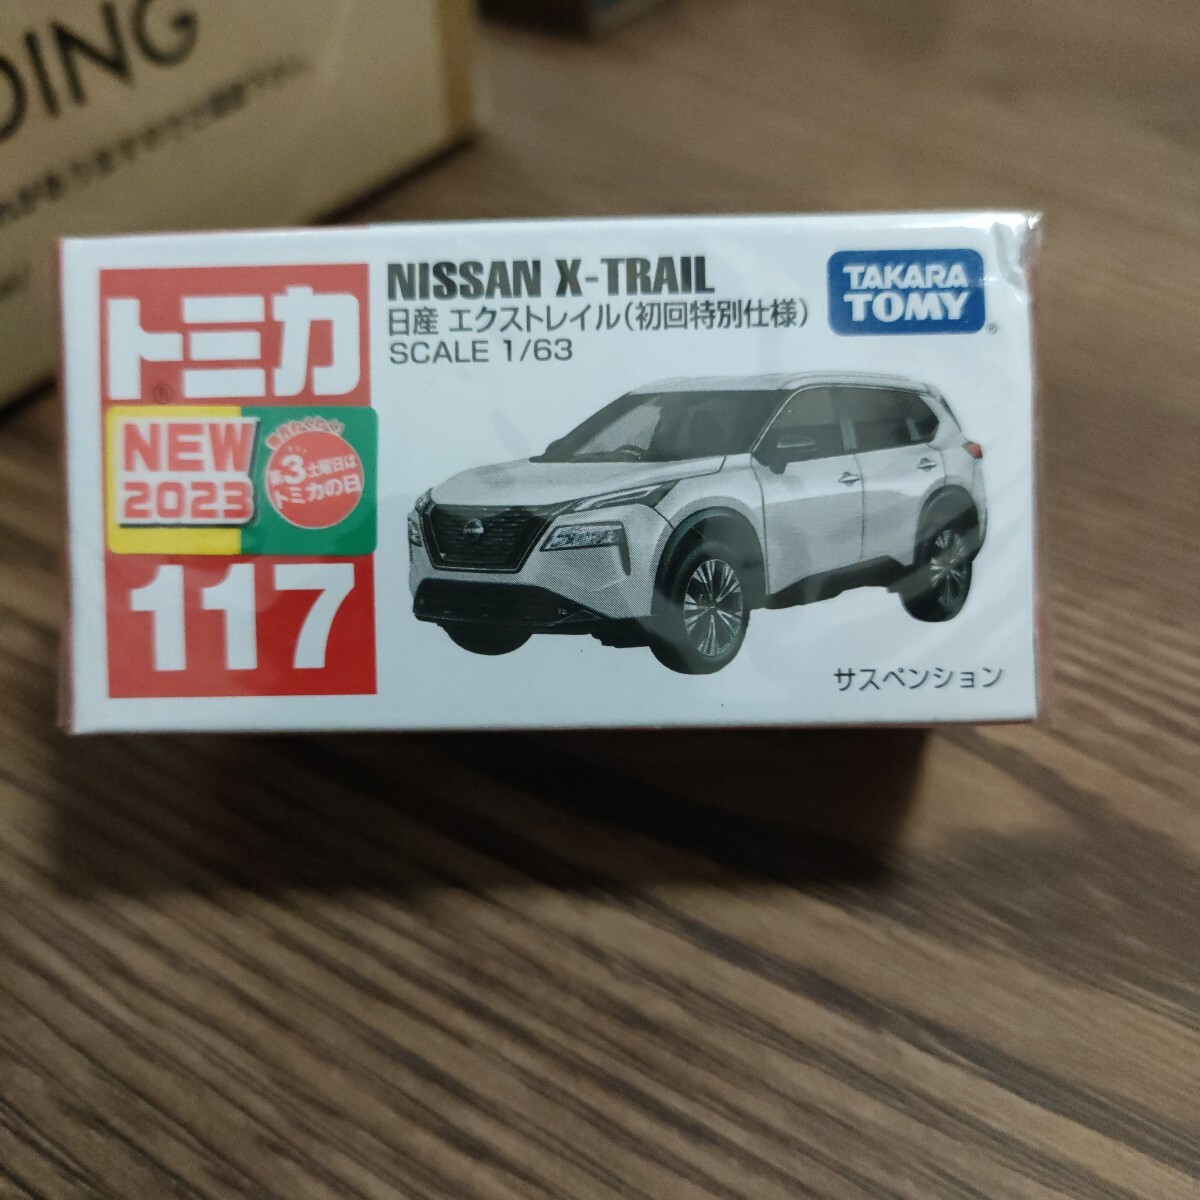 DING
トミカ
NISSAN X-TRAIL
日産 エクストレイル(初回特別仕様)
SCALE 1/63
TAKARA
TOMY
NEW
2023
第3土曜日は
トミカの日
117
サスペンション